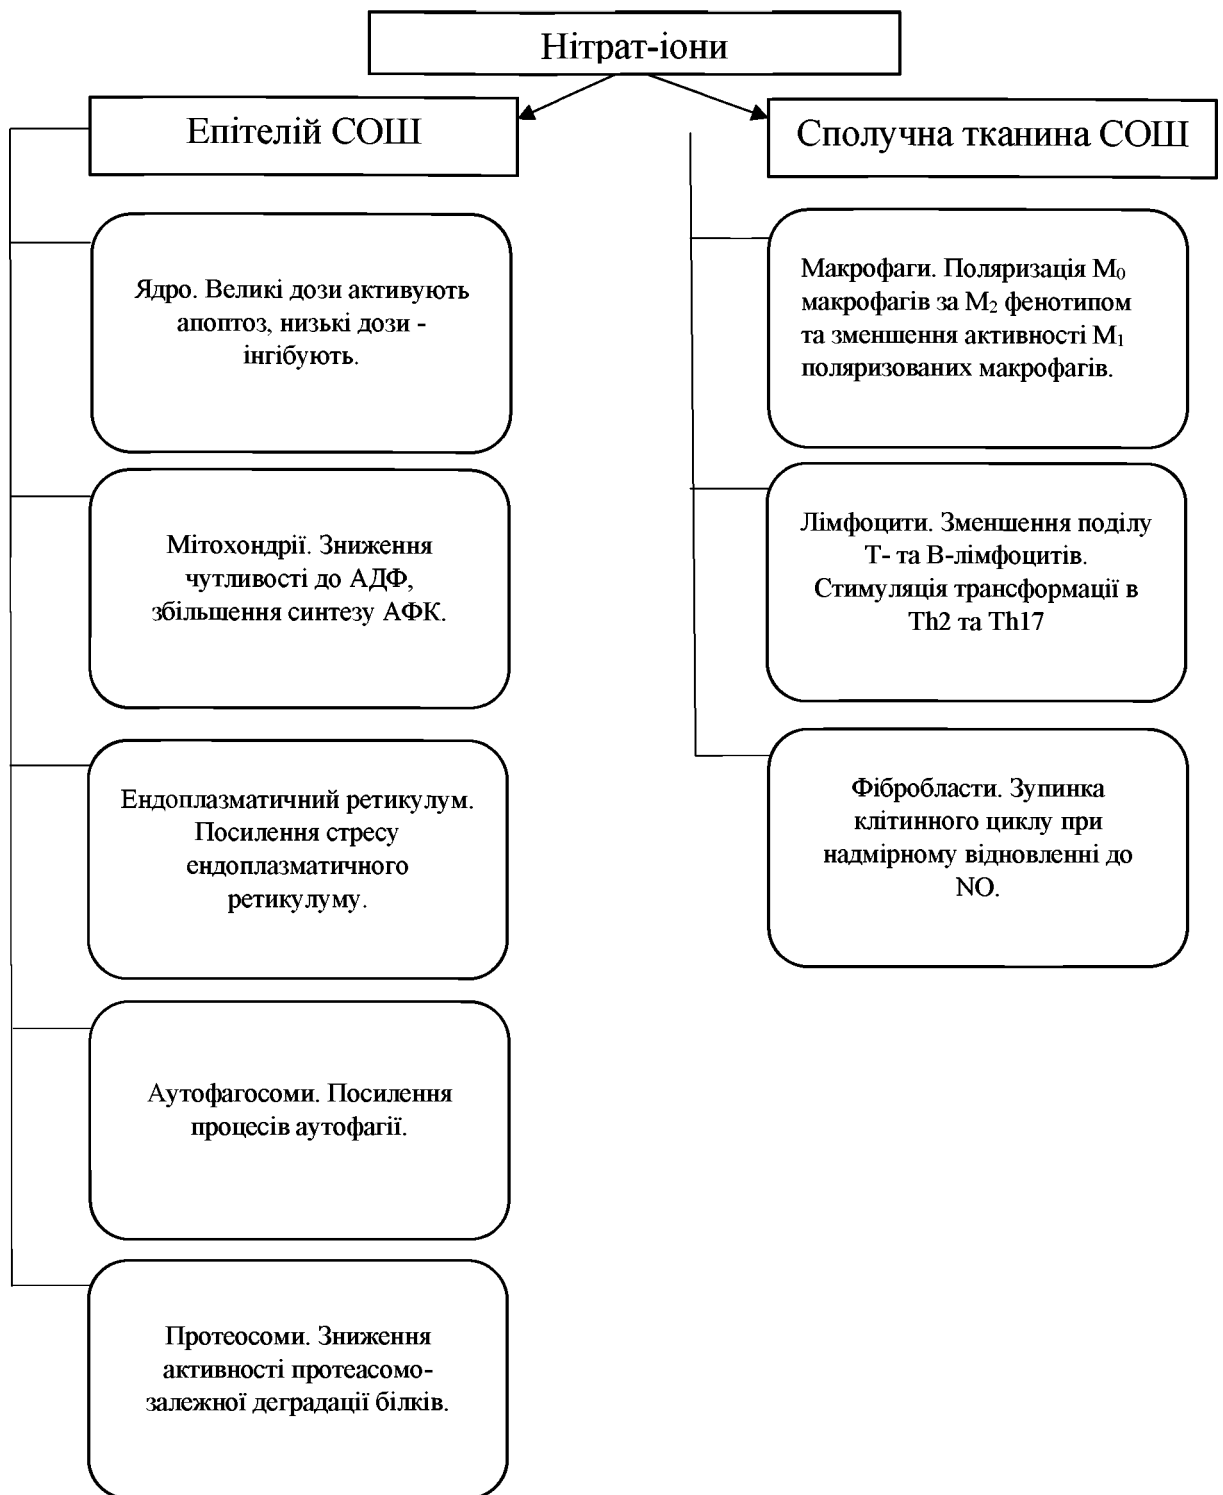 Нітрат-іони
Епітелій СОШ
Ядро. Великі дози активують
апоптоз, низькі дози -
інгібують.
Мітохондрії. Зниження
чутливості до АДФ,
збільшення синтезу АФК.
Ендоплазматичний ретикулум.
Посилення стресу
ендоплазматичного
ретикулуму.
Аутофагосоми. Посилення
процесів аутофагії.
Протеосоми. Зниження
активності протеасомо-
залежної деградації білків.
Сполучна тканина СОШ
Макрофаги. Поляризація М₀
макрофагів за М₂ фенотипом
та зменшення активності М₁
поляризованих макрофагів.
Лімфоцити. Зменшення поділу
Т- та В-лімфоцитів.
Стимуляція трансформації в
Th2 та Th17
Фібробласти. Зупинка
клітинного циклу при
надмірному відновленні до
NO.